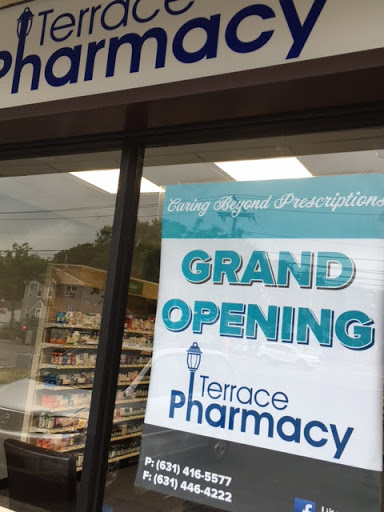 Terrace
Pharmacy
Caring Beyond Prescriptions
GRAND
OPENING
Terrace
Pharmacy
P: (631) 416-5577
F: (631) 446-4222